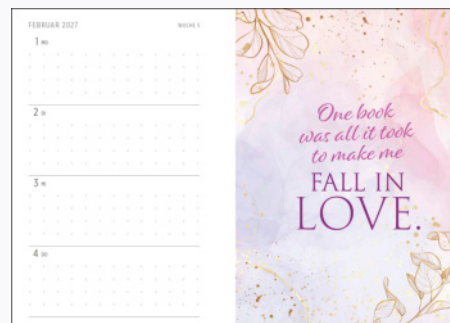 FEBRUAR 2027
WOCHE 5
1 MO
2 DI
3 MI
4 DO
One book
was all it took
to make me
FALL IN
LOVE.